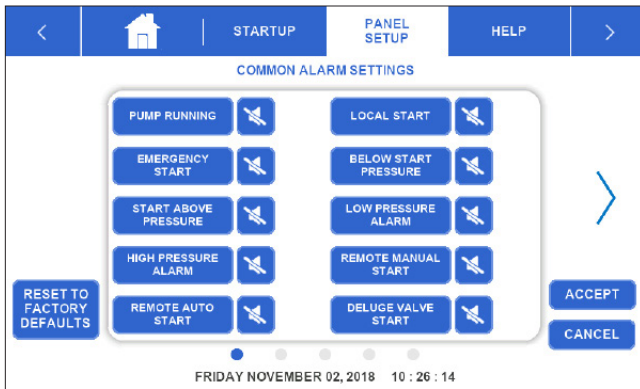 STARTUP
PANEL
SETUP
HELP
COMMON ALARM SETTINGS
PUMP RUNNING
LOCAL START
EMERGENCY
START
BELOW START
PRESSURE
START ABOVE
PRESSURE
LOW PRESSURE
ALARM
HIGH PRESSURE
ALARM
REMOTE MANUAL
START
REMOTE AUTO
START
DELUGE VALVE
START
RESET TO
FACTORY
DEFAULTS
ACCEPT
CANCEL
FRIDAY NOVEMBER 02, 2018 10 : 26 : 14